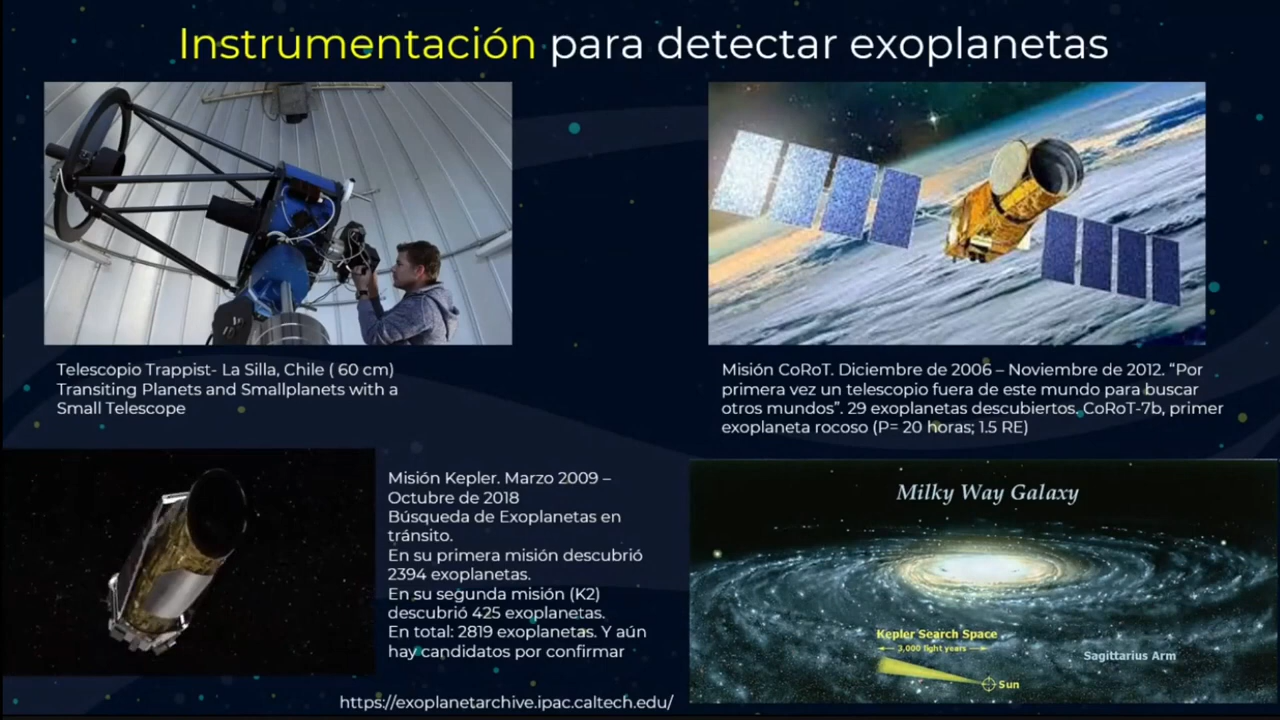 Instrumentación para detectar exoplanetas
Telescopio Trappist- La Silla, Chile ( 60 cm)
Transiting Planets and Smallplanets with a
Small Telescope
Misión CoRoT. Diciembre de 2006 – Noviembre de 2012. “Por
primera vez un telescopio fuera de este mundo para buscar
otros mundos”. 29 exoplanetas descubiertos. CoRoT-7b, primer
exoplaneta rocoso (P= 20 horas; 1.5 RE)
Misión Kepler. Marzo 2009 –
Octubre de 2018
Búsqueda de Exoplanetas en
tránsito.
En su primera misión descubrió
2394 exoplanetas.
En su segunda misión (K2)
descubrió 425 exoplanetas.
En total: 2819 exoplanetas. Y aún
hay candidatos por confirmar
Milky Way Galaxy
Kepler Search Space
3,000 light years
Sagittarius Arm
Sun
https://exoplanetarchive.ipac.caltech.edu/